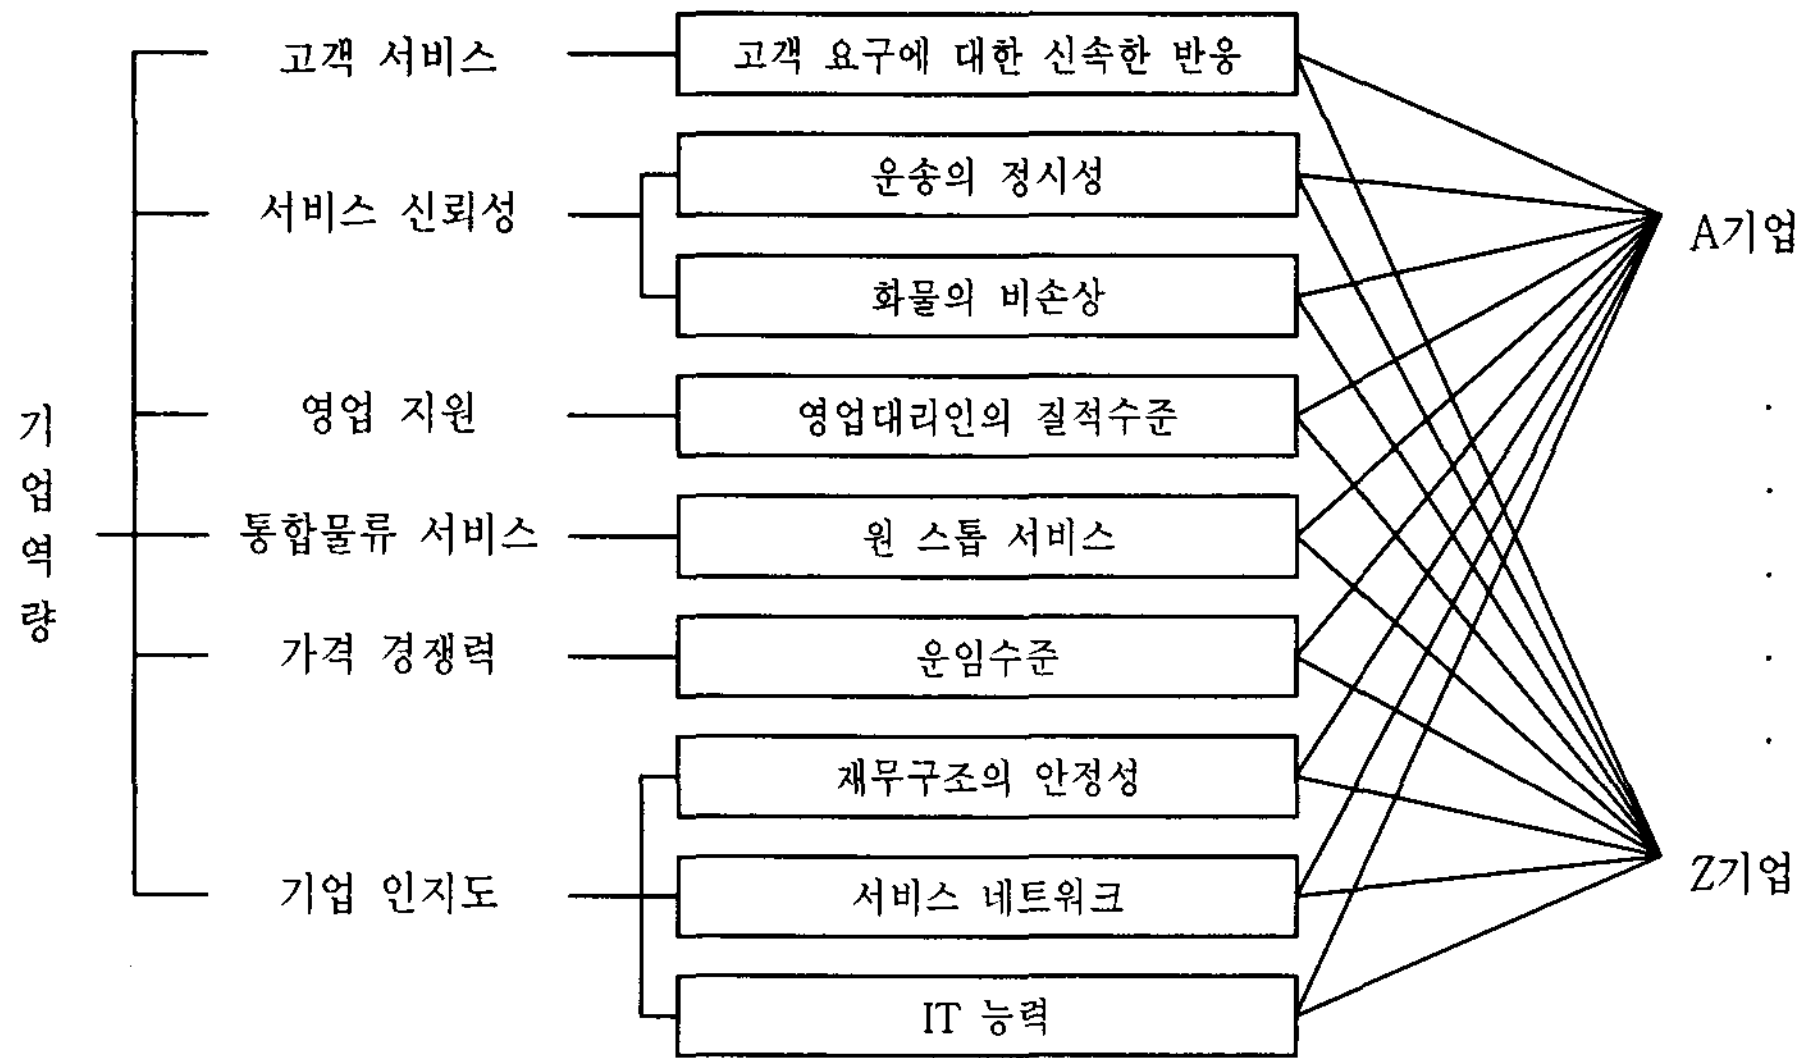 기업역량
고객 서비스
고객 요구에 대한 신속한 반응
서비스 신뢰성
운송의 정시성
화물의 비손상
영업 지원
영업대리인의 질적수준
통합물류 서비스
원 스톱 서비스
가격 경쟁력
운임수준
기업 인지도
재무구조의 안정성
서비스 네트워크
IT 능력
A기업
.
.
.
.
.
Z기업